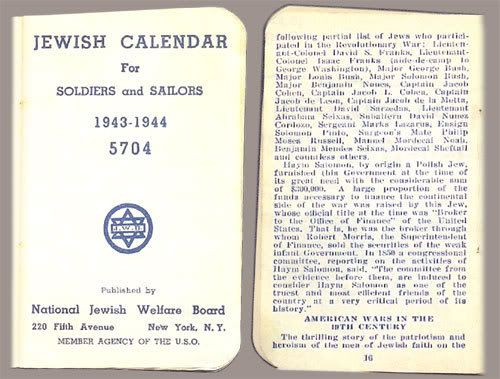 JEWISH CALENDAR
For
SOLDIERS and SAILORS
1943-1944
5704
J.W.B.
Published by
National Jewish Welfare Board
220 Fifth Avenue New York, N. Y.
MEMBER AGENCY OF THE U.S.O.
following partial list of Jews who partici-
pated in the Revolutionary War: Lieuten-
ant-Colonel David S. Franks, Lieutenant-
Colonel Isaac Franks (aide-de-camp to
George Washington), Major George Bush,
Major Louis Bush, Major Solomon Bush,
Major Benjamin Nones, Captain Jacob
Cohen, Captain Jacob L. Cohen, Captain
Jacob de Leon, Captain Jacob de la Motta,
Lieutenant David Sarzedas, Lieutenant
Abraham Seixas, Subaltern David Nunez
Cordozo, Sergeant Marks Lazarus, Ensign
Solomon Pinto, Surgeon's Mate Philip
Moses Russell, Manuel Mordecai Noah,
Benjamin Mendes Seixas, Mordecai Sheftall
and countless others.
Haym Salomon, by origin a Polish Jew,
furnished this Government at the time of
its great need with the considerable sum
of $300,000. A large proportion of the
funds necessary to finance the continental
side of the war was raised by this Jew,
whose official title at the time was "Broker
to the Office of Finance" of the United
States. That is, he was the broker through
whom Robert Morris, the Superintendent
of Finance, sold the securities of the weak
infant Government. In 1850 a congressional
committee, reporting on the activities of
Haym Salomon, said, "The committee from
the evidence before them, are induced to
consider Haym Salomon as one of the
truest and most efficient friends of the
country at a very critical period of its
history."
AMERICAN WARS IN THE
19TH CENTURY
The thrilling story of the patriotism and
heroism of the men of Jewish faith on the
16